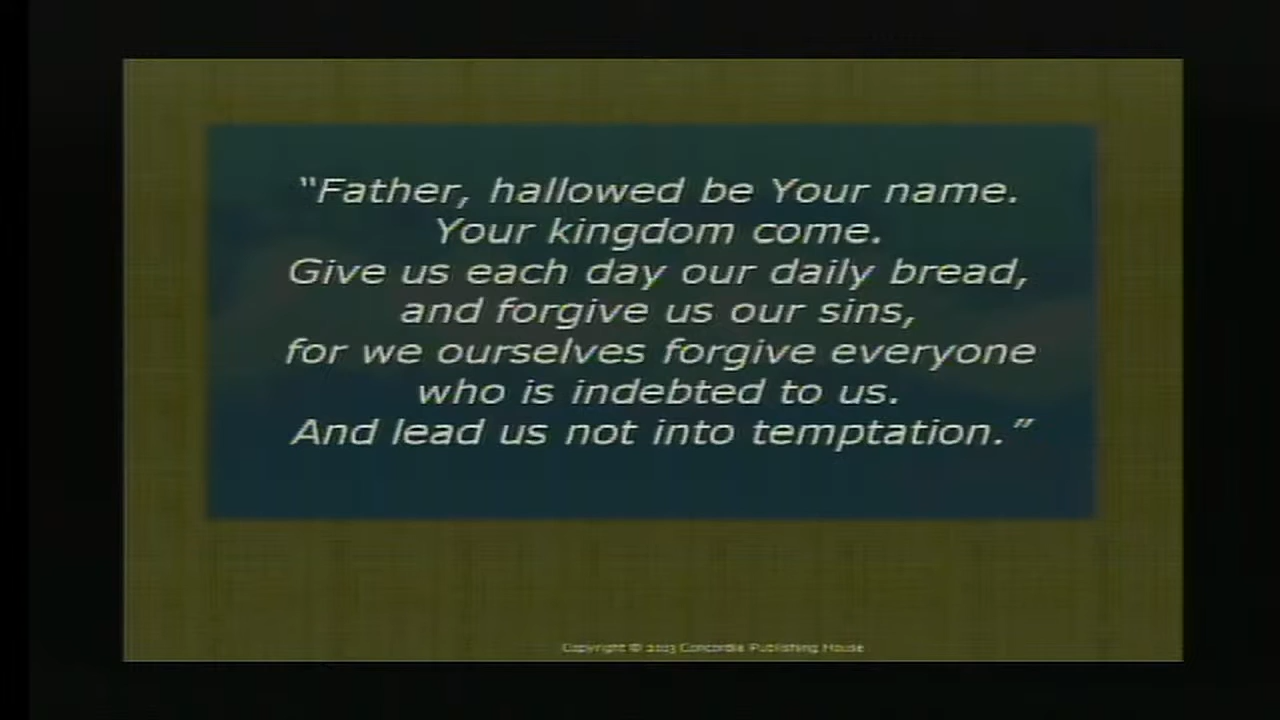 “Father, hallowed be Your name.
Your kingdom come.
Give us each day our daily bread,
and forgive us our sins,
for we ourselves forgive everyone
who is indebted to us.
And lead us not into temptation.”
Copyright © 2013 Concordia Publishing House